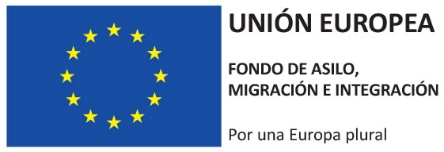 UNIÓN EUROPEA
FONDO DE ASILO,
MIGRACIÓN E INTEGRACIÓN
Por una Europa plural